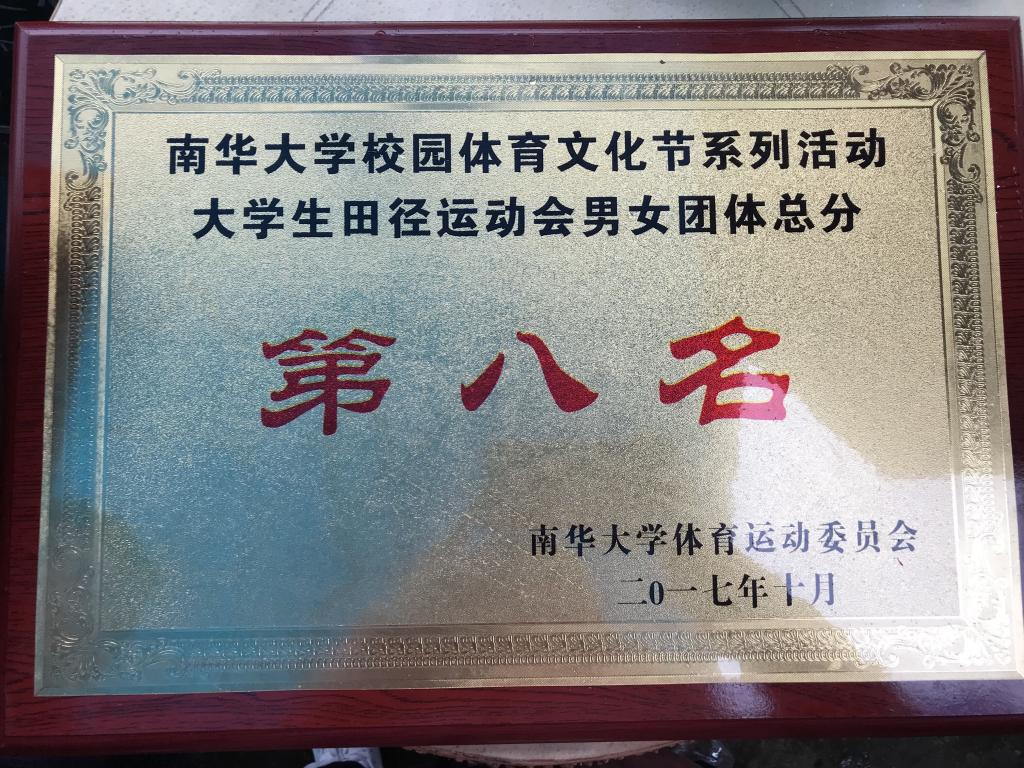 南华大学校园体育文化节系列活动
大学生田径运动会男女团体总分
第八名
南华大学体育运动委员会
二0一七年十月